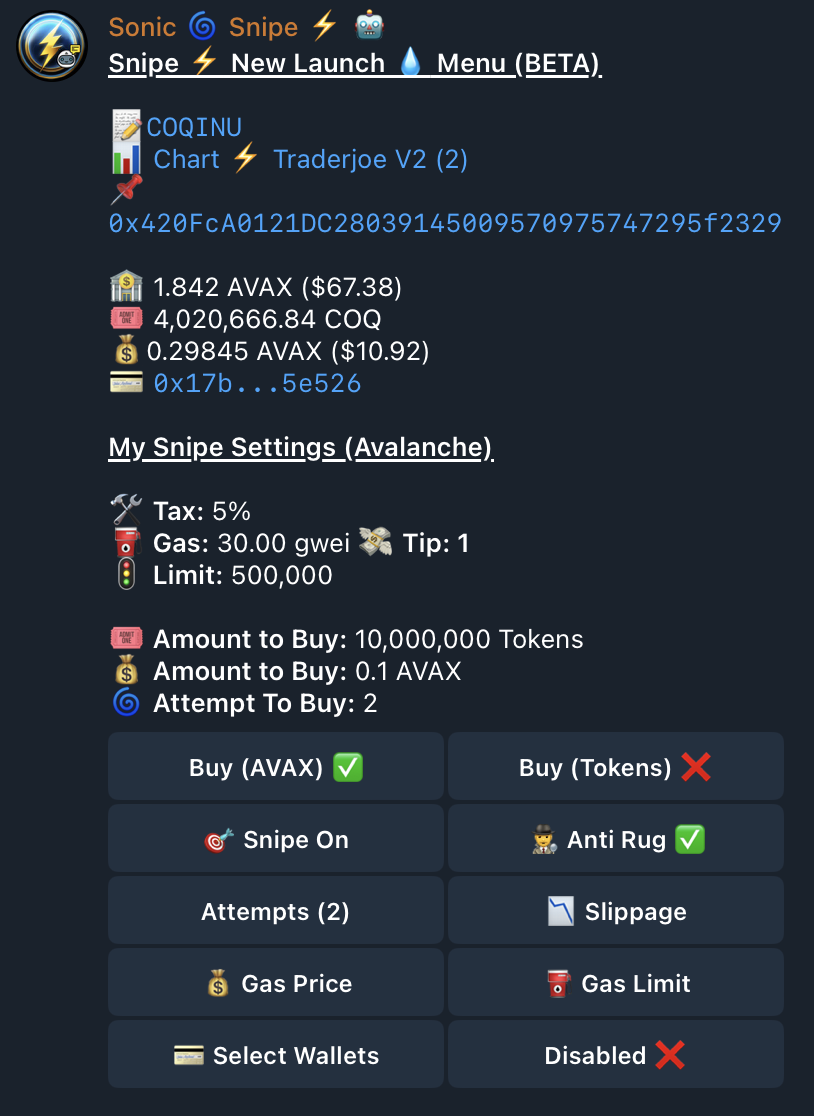 Sonic 🌀 Snipe ⚡ 🤖
Snipe ⚡ New Launch 💧 Menu (BETA)
📝COQINU
📊 Chart ⚡ Traderjoe V2 (2)
📌
0x420FcA0121DC28039145009570975747295f2329
🏦 1.842 AVAX ($67.38)
🎟 4,020,666.84 COQ
💰0.29845 AVAX ($10.92)
💳 0x17b...5e526
My Snipe Settings (Avalanche)
🛠 Tax: 5%
⛽ Gas: 30.00 gwei 💸 Tip: 1
🚦 Limit: 500,000
🎟 Amount to Buy: 10,000,000 Tokens
💰 Amount to Buy: 0.1 AVAX
🌀 Attempt To Buy: 2
Buy (AVAX) ✅
Buy (Tokens) ❌
🎯 Snipe On
🕵 Anti Rug ✅
Attempts (2)
📉 Slippage
💰 Gas Price
⛽ Gas Limit
💳 Select Wallets
Disabled ❌